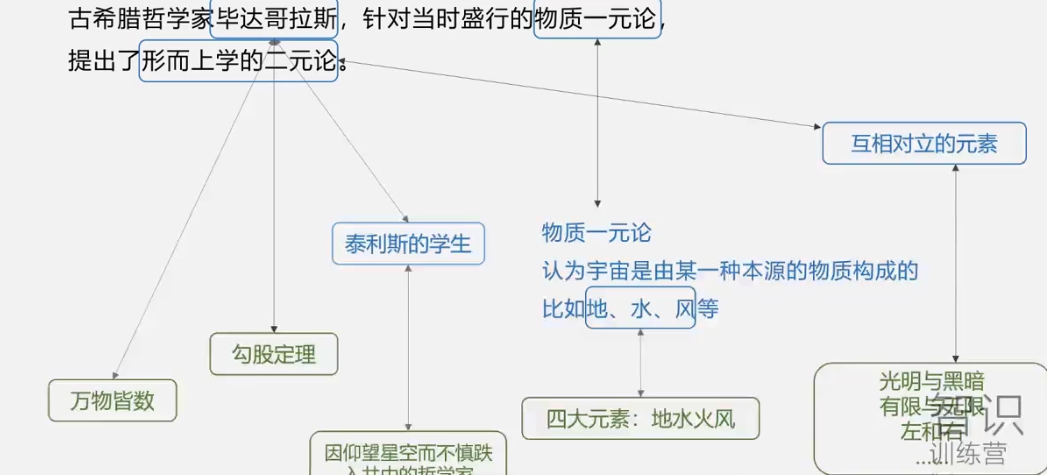 古希腊哲学家毕达哥拉斯，针对当时盛行的物质一元论，
提出了形而上学的二元论。
互相对立的元素
泰利斯的学生
物质一元论
认为宇宙是由某一种本源的物质构成的
比如地、水、风等
勾股定理
万物皆数
四大元素：地水火风
光明与黑暗
有限与无限
左和右
......
因仰望星空而不慎跌
入井中的哲学家
智识
训练营